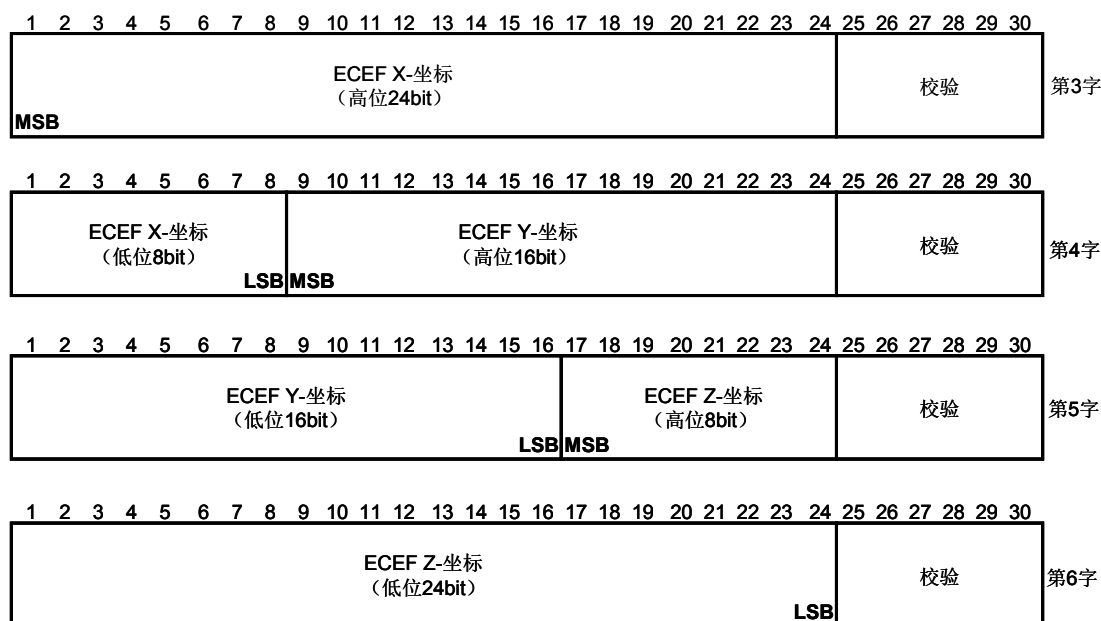 1 2 3 4 5 6 7 8 9 10 11 12 13 14 15 16 17 18 19 20 21 22 23 24 25 26 27 28 29 30
ECEF X-坐标
（高位24bit）
校验
第3字
MSB
1 2 3 4 5 6 7 8 9 10 11 12 13 14 15 16 17 18 19 20 21 22 23 24 25 26 27 28 29 30
ECEF X-坐标
（低位8bit）
ECEF Y-坐标
（高位16bit）
校验
第4字
LSB MSB
1 2 3 4 5 6 7 8 9 10 11 12 13 14 15 16 17 18 19 20 21 22 23 24 25 26 27 28 29 30
ECEF Y-坐标
（低位16bit）
ECEF Z-坐标
（高位8bit）
校验
第5字
LSB MSB
1 2 3 4 5 6 7 8 9 10 11 12 13 14 15 16 17 18 19 20 21 22 23 24 25 26 27 28 29 30
ECEF Z-坐标
（低位24bit）
校验
第6字
LSB